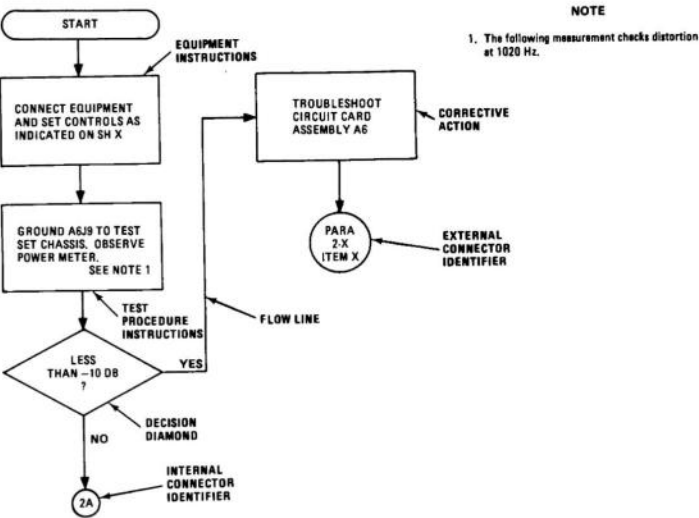 START
EQUIPMENT
INSTRUCTIONS
CONNECT EQUIPMENT
AND SET CONTROLS AS
INDICATED ON SH X
GROUND A6J9 TO TEST
SET CHASSIS. OBSERVE
POWER METER.
SEE NOTE 1
TEST
PROCEDURE
INSTRUCTIONS
LESS
THAN –10 DB
?
YES
NO
DECISION
DIAMOND
2A
INTERNAL
CONNECTOR
IDENTIFIER
FLOW LINE
TROUBLESHOOT
CIRCUIT CARD
ASSEMBLY A6
CORRECTIVE
ACTION
PARA
2-X
ITEM X
EXTERNAL
CONNECTOR
IDENTIFIER
NOTE
1. The following measurement checks distortion
at 1020 Hz.